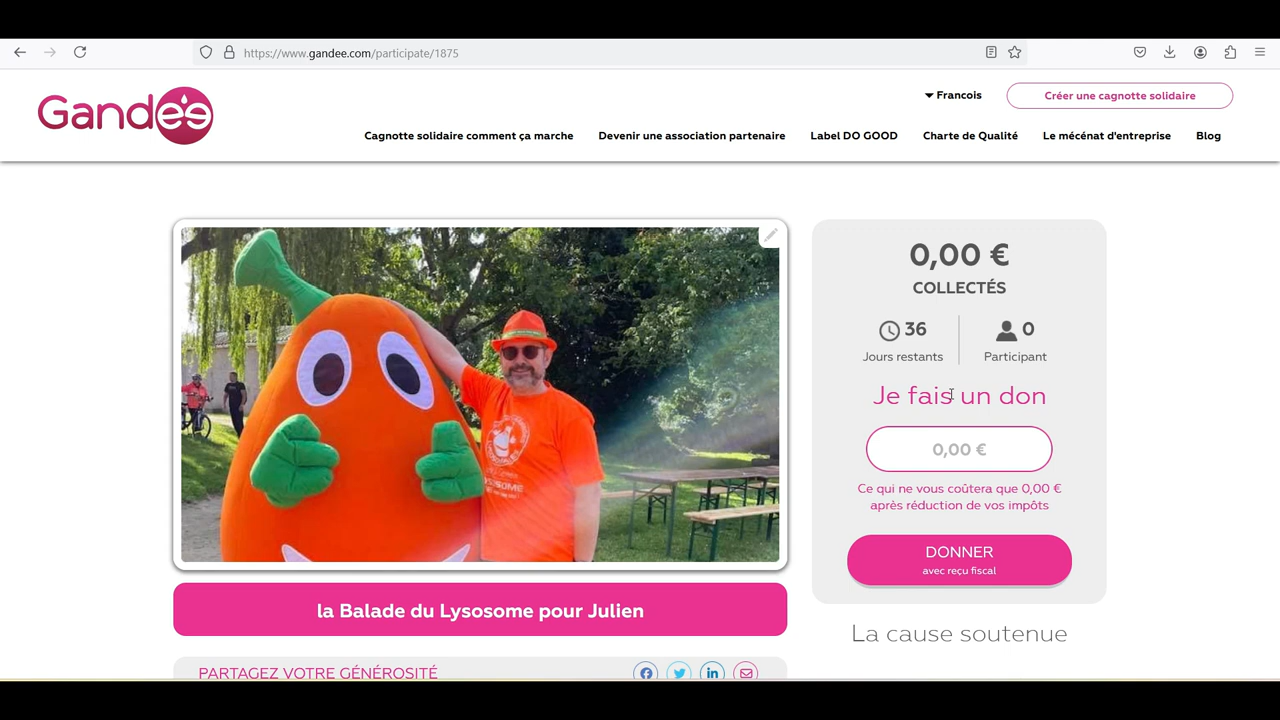 https://www.gandee.com/participate/1875
Gandee
Francois
Créer une cagnotte solidaire
Cagnotte solidaire comment ça marche
Devenir une association partenaire
Label DO GOOD
Charte de Qualité
Le mécénat d'entreprise
Blog
0,00 €
COLLECTÉS
36
Jours restants
0
Participant
Je fais un don
0,00 €
Ce qui ne vous coûtera que 0,00 €
après réduction de vos impôts
DONNER
avec reçu fiscal
la Balade du Lysosome pour Julien
La cause soutenue
PARTAGEZ VOTRE GÉNÉROSITÉ